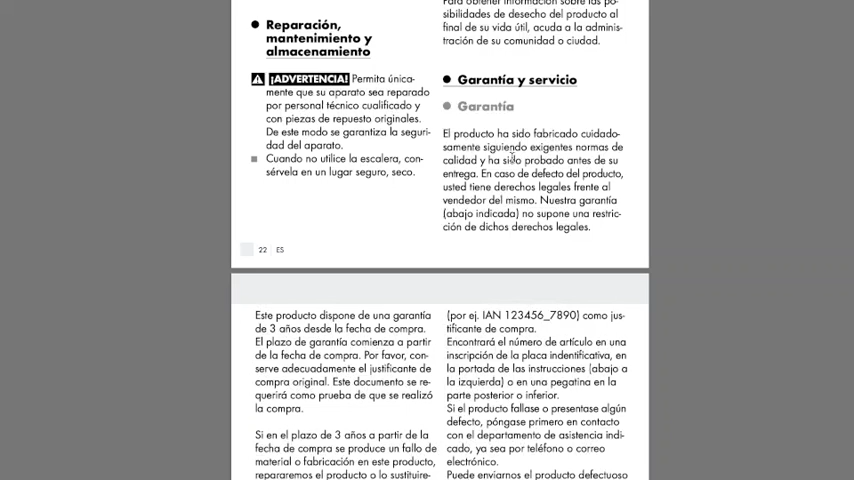 Reparación,
mantenimiento y
almacenamiento
¡ADVERTENCIA! Permita única-
mente que su aparato sea reparado
por personal técnico cualificado y
con piezas de repuesto originales.
De este modo se garantiza la seguri-
dad del aparato.
Cuando no utilice la escalera, con-
sérvela en un lugar seguro, seco.
Para obtener información sobre las po-
sibilidades de desecho del producto al
final de su vida útil, acuda a la adminis-
tración de su comunidad o ciudad.
Garantía y servicio
Garantía
El producto ha sido fabricado cuidado-
samente siguiendo exigentes normas de
calidad y ha sido probado antes de su
entrega. En caso de defecto del producto,
usted tiene derechos legales frente al
vendedor del mismo. Nuestra garantía
(abajo indicada) no supone una restric-
ción de dichos derechos legales.
22 ES
Este producto dispone de una garantía
de 3 años desde la fecha de compra.
El plazo de garantía comienza a partir
de la fecha de compra. Por favor, con-
serve adecuadamente el justificante de
compra original. Este documento se re-
querirá como prueba de que se realizó
la compra.
Si en el plazo de 3 años a partir de la
fecha de compra se produce un fallo de
material o fabricación en este producto,
repararemos el producto o lo sustituire-
(por ej. IAN 123456_7890) como jus-
tificante de compra.
Encontrará el número de artículo en una
inscripción de la placa indentificativa, en
la portada de las instrucciones (abajo a
la izquierda) o en una pegatina en la
parte posterior o inferior.
Si el producto fallase o presentase algún
defecto, póngase primero en contacto
con el departamento de asistencia indi-
cado, ya sea por teléfono o correo
electrónico.
Puede enviarnos el producto defectuoso